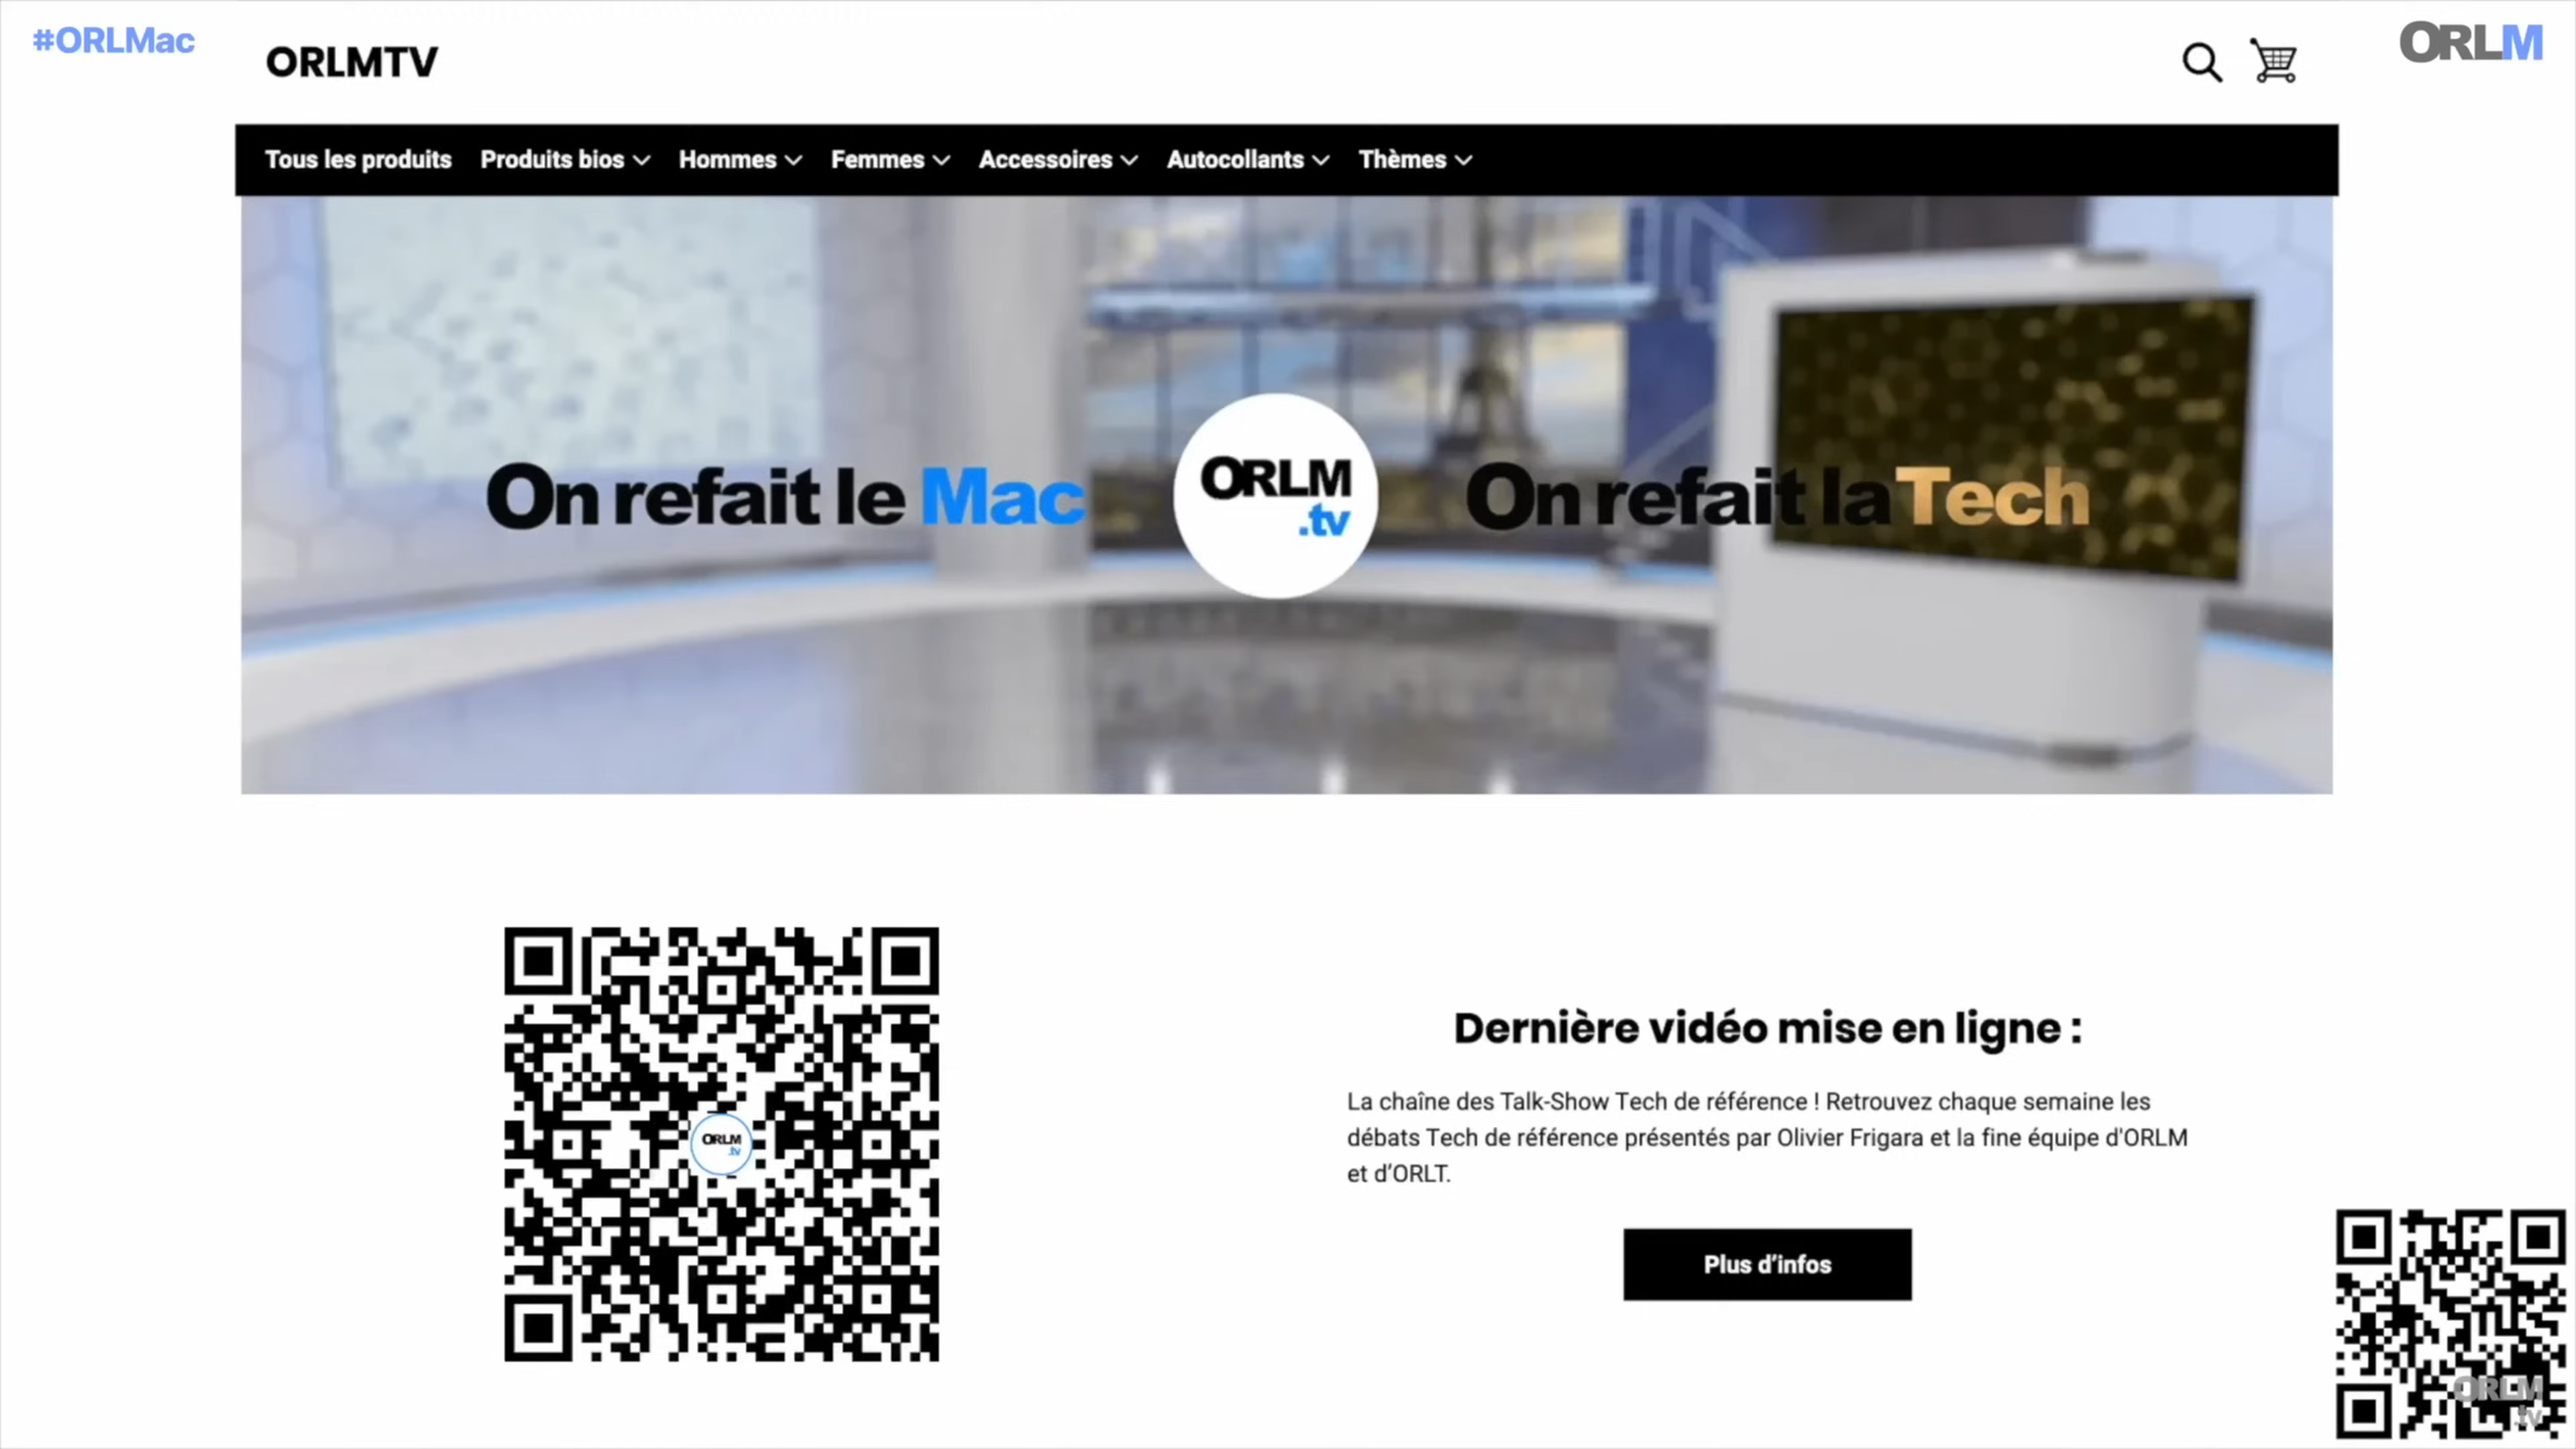 #ORLMac
ORLMTV
ORLM
Tous les produits Produits bios Hommes Femmes Accessoires Autocollants Thèmes
On refait le Mac
ORLM
.tv
On refait la Tech
ORLM
.tv
Dernière vidéo mise en ligne :
La chaîne des Talk-Show Tech de référence ! Retrouvez chaque semaine les
débats Tech de référence présentés par Olivier Frigara et la fine équipe d'ORLM
et d’ORLT.
Plus d’infos
ORLM
.tv